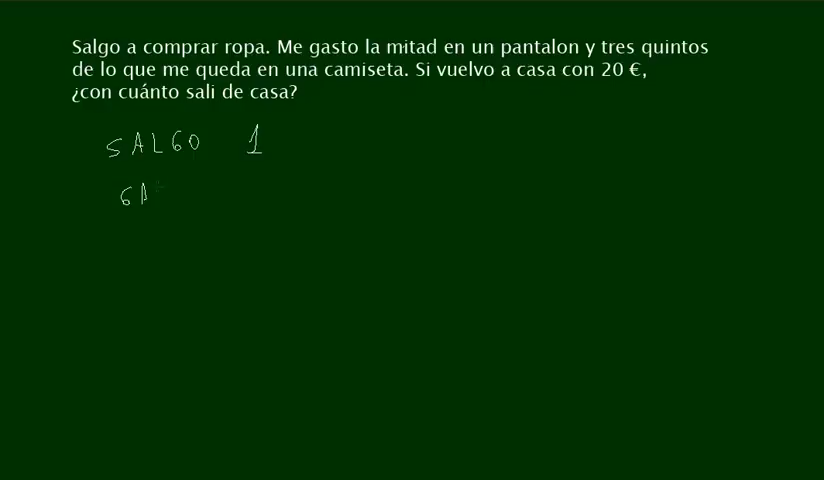 Salgo a comprar ropa. Me gasto la mitad en un pantalon y tres quintos
de lo que me queda en una camiseta. Si vuelvo a casa con 20 €,
¿con cuánto sali de casa?
SALGO 1
GA